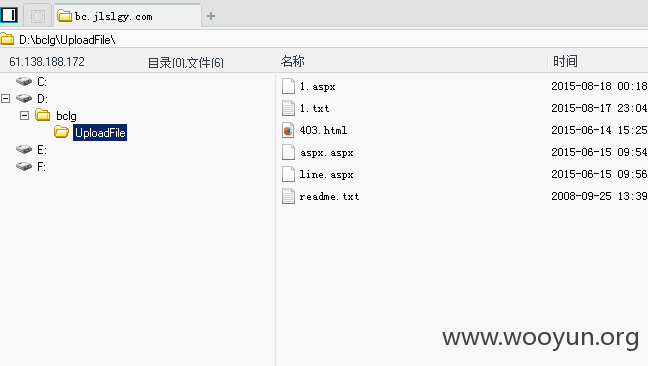 bc.jlslgy.com
D:\bclg\UploadFile\
61.138.188.172 目录(0),文件(6) 名称 时间
C:
D:
bclg
UploadFile
E:
F:
1.aspx 2015-08-18 00:18
1.txt 2015-08-17 23:04
403.html 2015-06-14 15:25
aspx.aspx 2015-06-15 09:54
line.aspx 2015-06-15 09:56
readme.txt 2008-09-25 13:39
www.wooyun.org